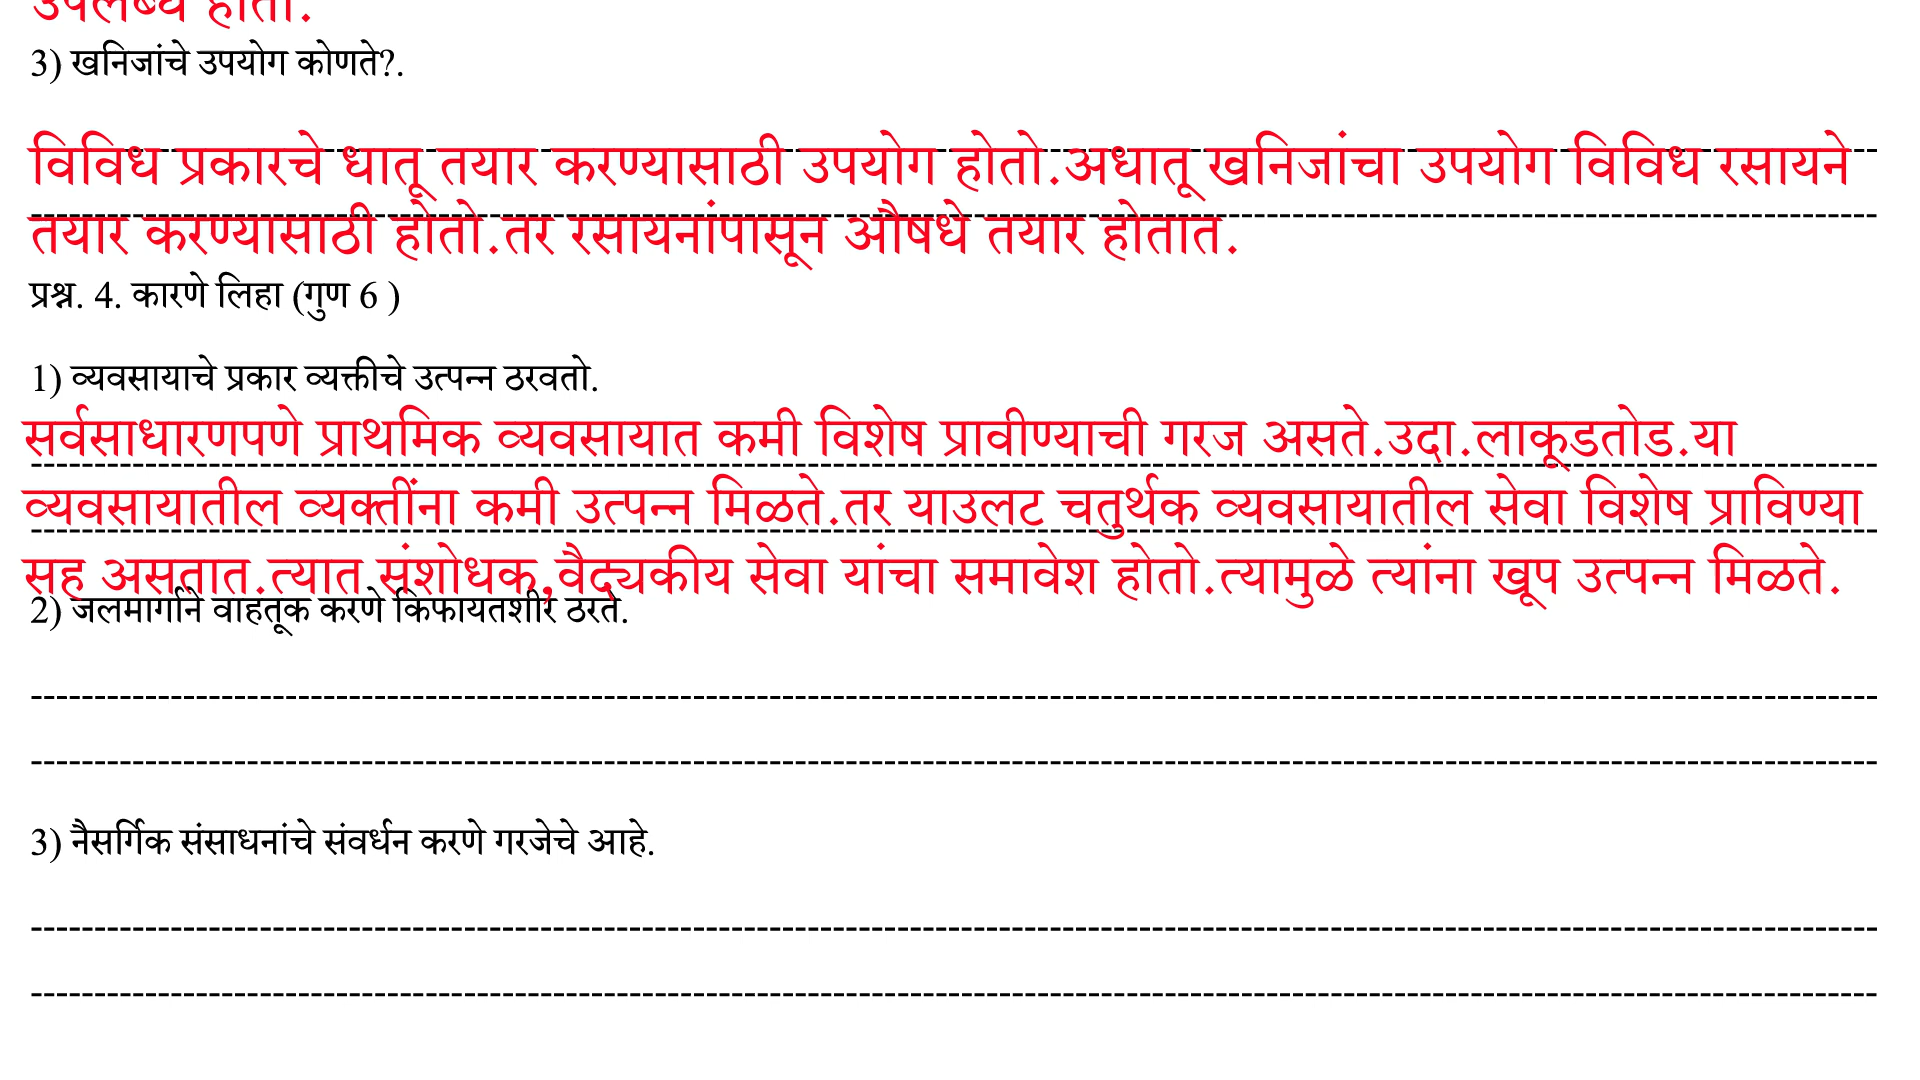 उपलब्ध होतो.
3) खनिजांचे उपयोग कोणते?.
विविध प्रकारचे धातू तयार करण्यासाठी उपयोग होतो.अधातू खनिजांचा उपयोग विविध रसायने
तयार करण्यासाठी होतो.तर रसायनांपासून औषधे तयार होतात.
प्रश्न. 4. कारणे लिहा (गुण 6 )
1) व्यवसायाचे प्रकार व्यक्तीचे उत्पन्न ठरवतो.
सर्वसाधारणपणे प्राथमिक व्यवसायात कमी विशेष प्रावीण्याची गरज असते.उदा.लाकूडतोड.या
व्यवसायातील व्यक्तींना कमी उत्पन्न मिळते.तर याउलट चतुर्थक व्यवसायातील सेवा विशेष प्राविण्या
सह असतात.त्यात संशोधक,वैद्यकीय सेवा यांचा समावेश होतो.त्यामुळे त्यांना खूप उत्पन्न मिळते.
2) जलमार्गाने वाहतूक करणे किफायतशीर ठरते.
3) नैसर्गिक संसाधनांचे संवर्धन करणे गरजेचे आहे.